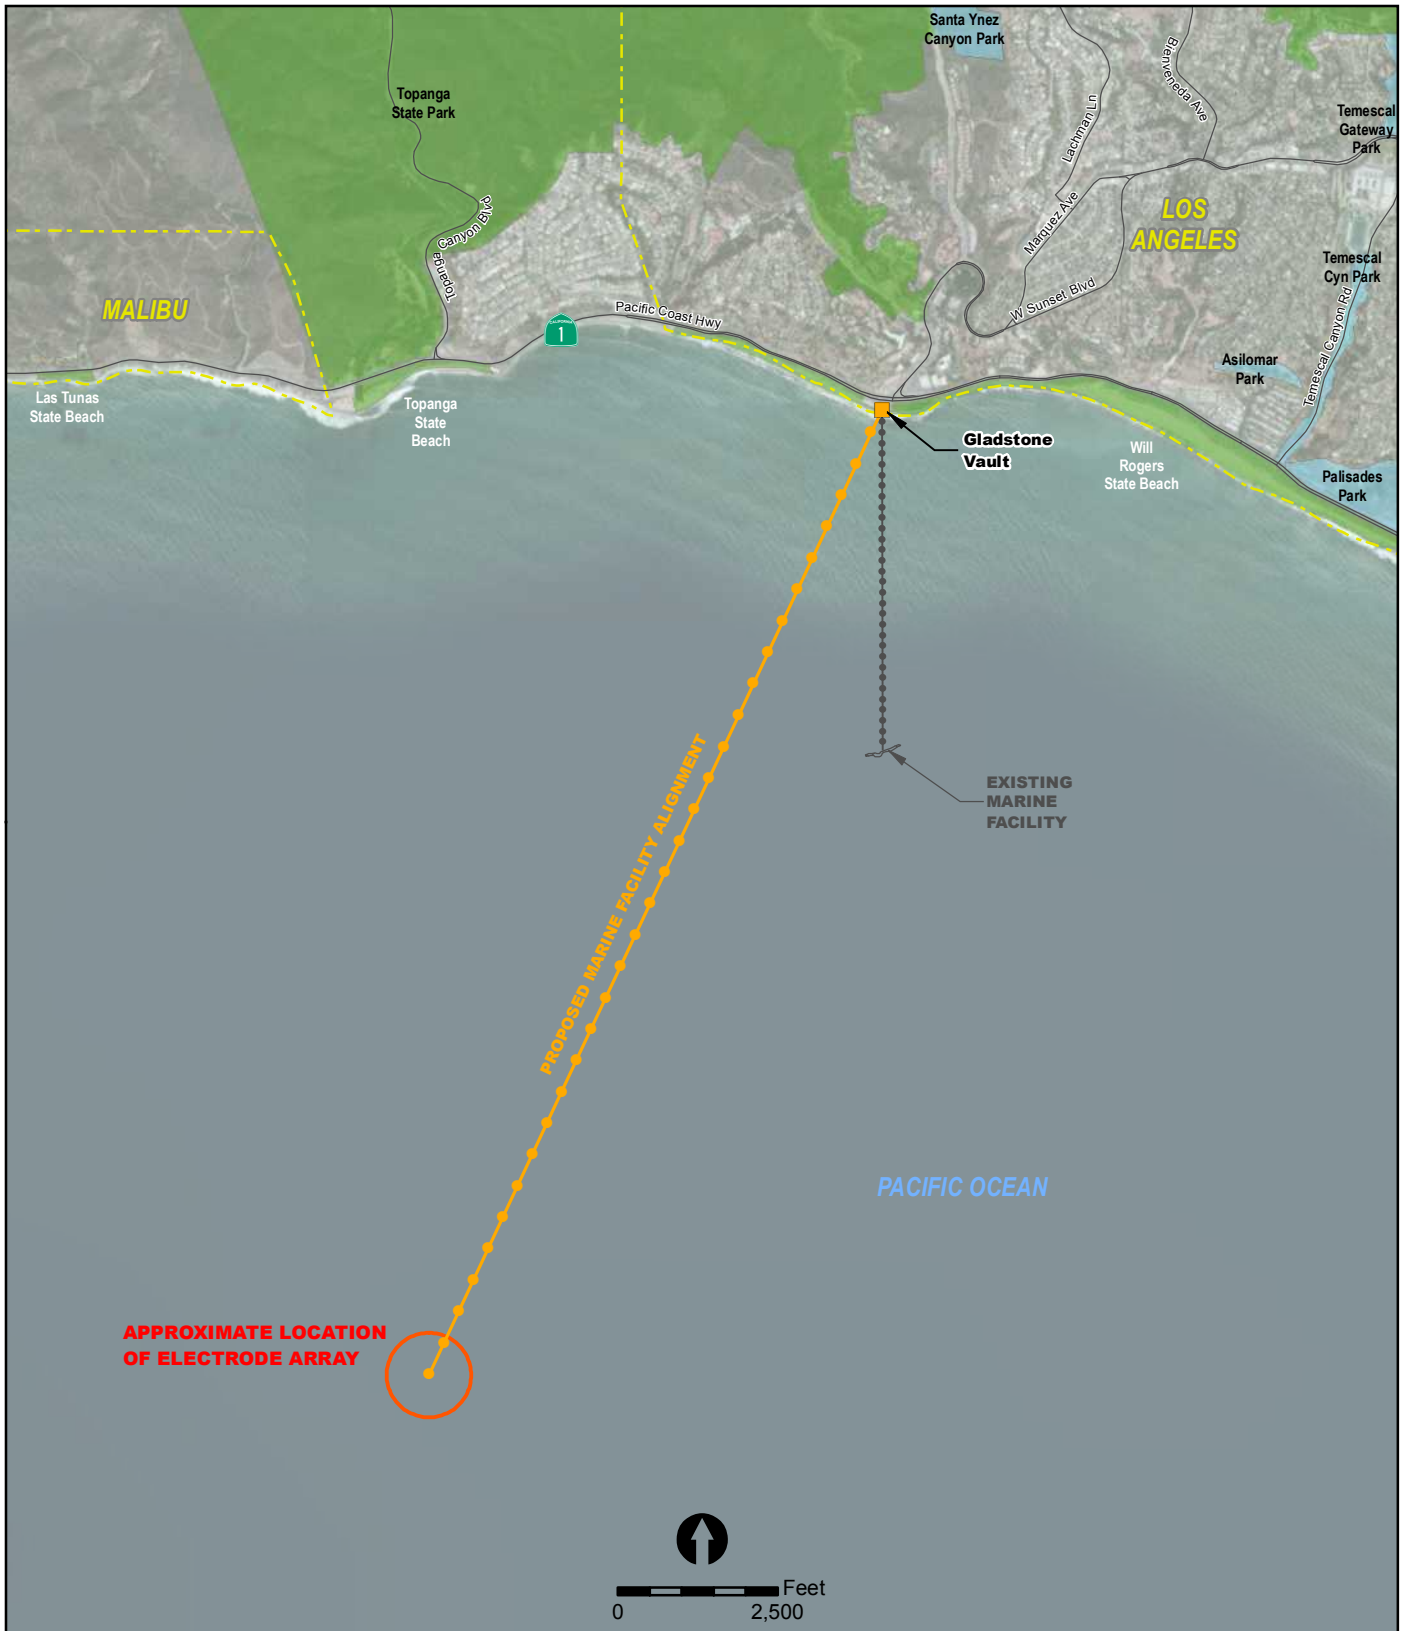 Santa Ynez
Canyon Park
Bienveneda Ave
Topanga
State Park
Lachman Ln
Temescal
Gateway
Park
Canyon Blvd
Topanga
Marquez Ave
LOS
ANGELES
Temescal
Cyn Park
MALIBU
W Sunset Blvd
Pacific Coast Hwy
CALIFORNIA
1
Temescal Canyon Rd
Asilomar
Park
Las Tunas
State Beach
Topanga
State
Beach
Gladstone
Vault
Will
Rogers
State Beach
Palisades
Park
EXISTING
MARINE
FACILITY
PROPOSED MARINE FACILITY ALIGNMENT
PACIFIC OCEAN
APPROXIMATE LOCATION
OF ELECTRODE ARRAY
Feet
0 2,500